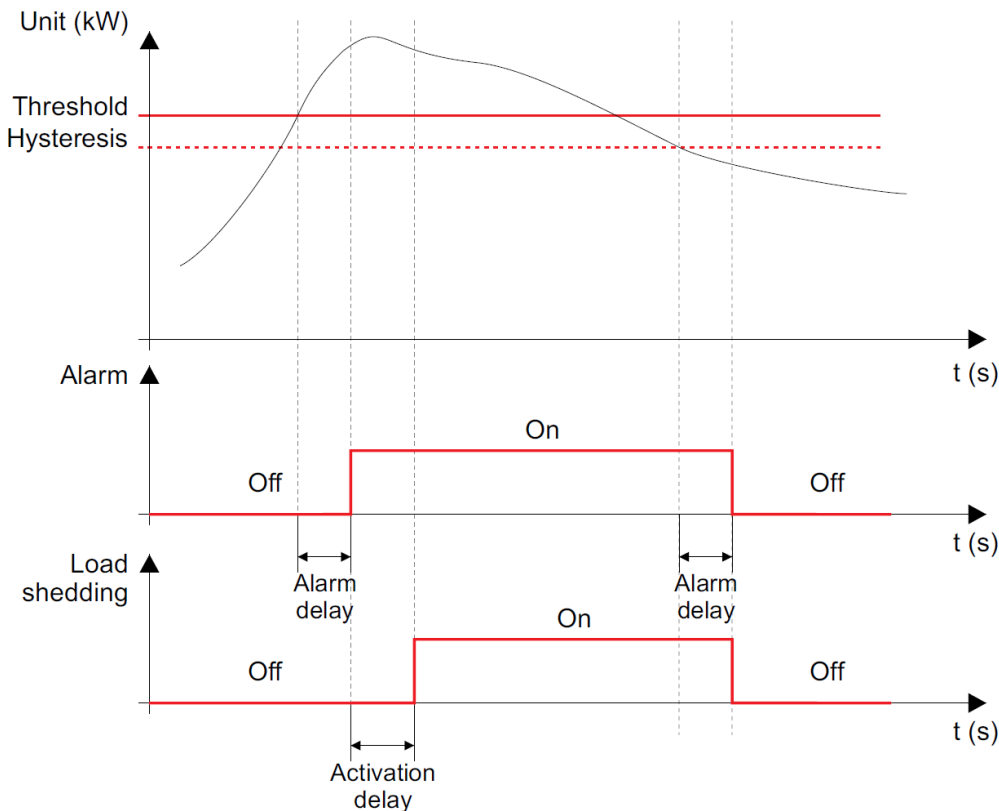 Unit (kW)
Threshold
Hysteresis
t (s)
Alarm
On
Off
Off
t (s)
Alarm
delay
Alarm
delay
Load
shedding
On
Off
Off
t (s)
Activation
delay